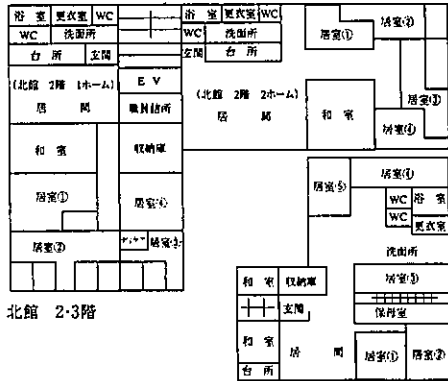 浴室 更衣室 WC
WC 洗面所
台所 玄関
(北館 2階 1ホーム)
居間
和室
居室①
居室②
EV
収納庫
居室④
居室③
浴室 更衣室 WC
WC 洗面所
玄関 台所
(北館 2階 2ホーム)
居間
和室
居室①
居室②
居室③
居室④
居室⑤
居室④
WC 浴室
WC 更衣室
洗面所
居室③
保母室
和室 収納庫
玄関
和室
居間
台所
居室①
居室②
北館 2・3階